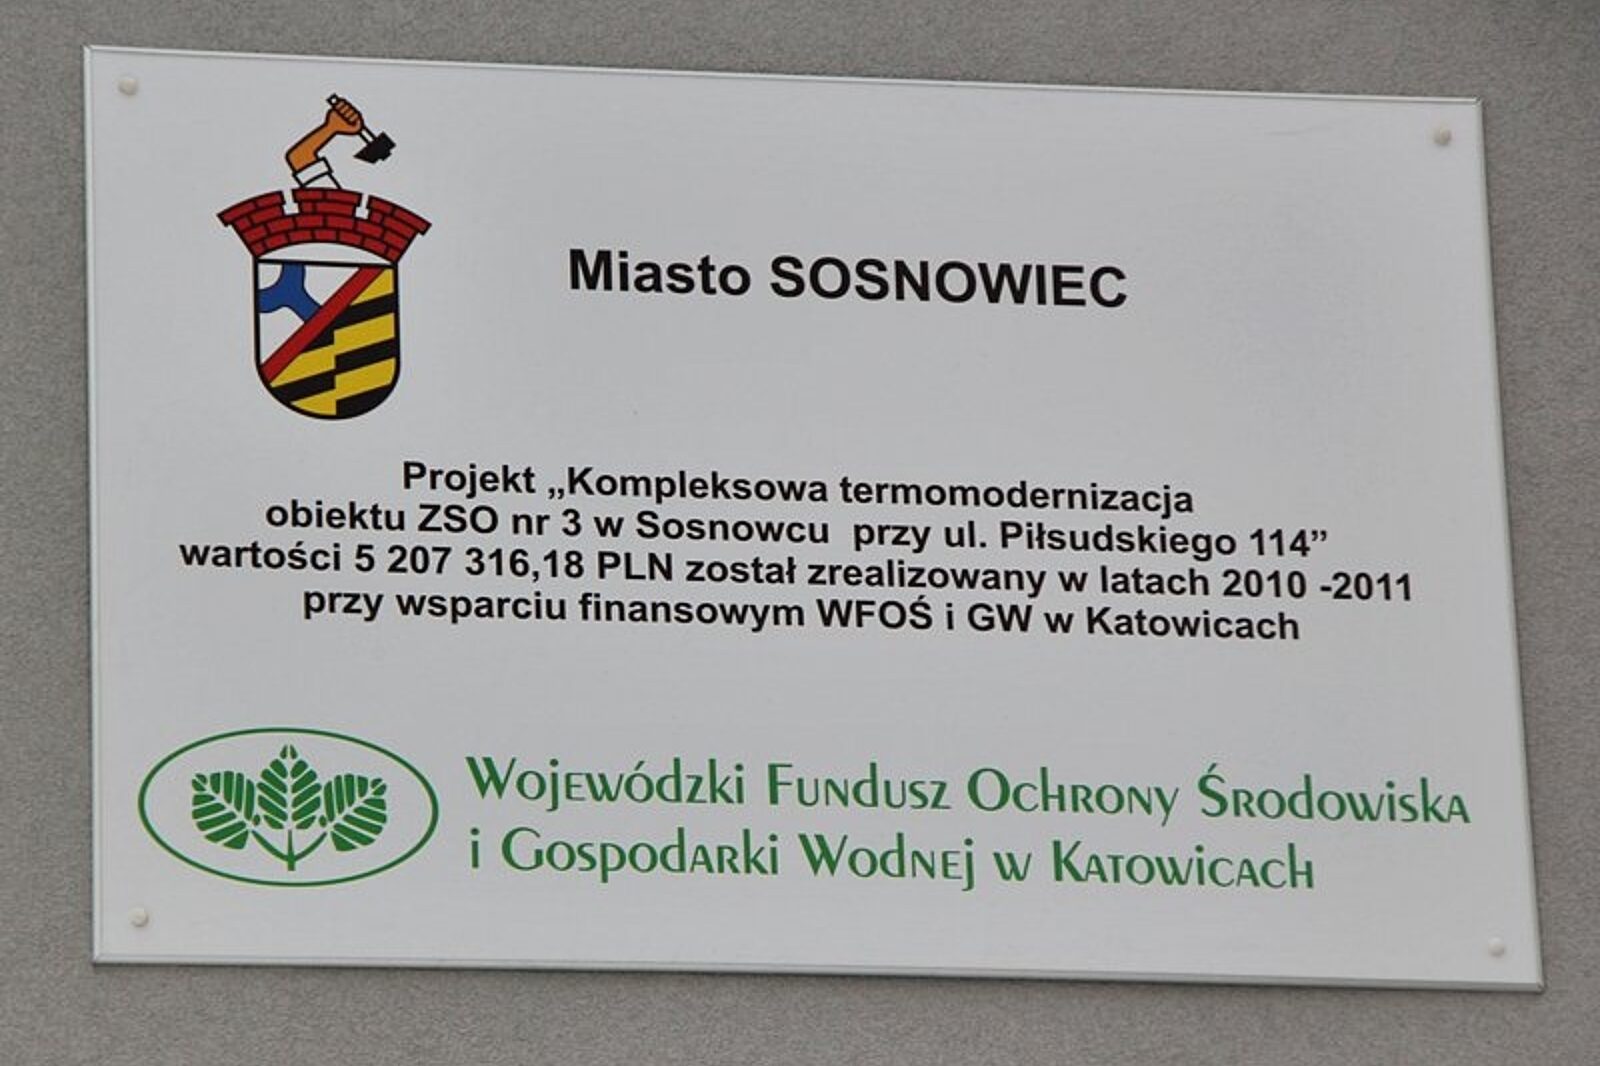 Miasto SOSNOWIEC
Projekt „Kompleksowa termomodernizacja
obiektu ZSO nr 3 w Sosnowcu przy ul. Piłsudskiego 114”
wartości 5 207 316,18 PLN został zrealizowany w latach 2010 -2011
przy wsparciu finansowym WFOŚ i GW w Katowicach
Wojewódzki Fundusz Ochrony Środowiska
i Gospodarki Wodnej w Katowicach